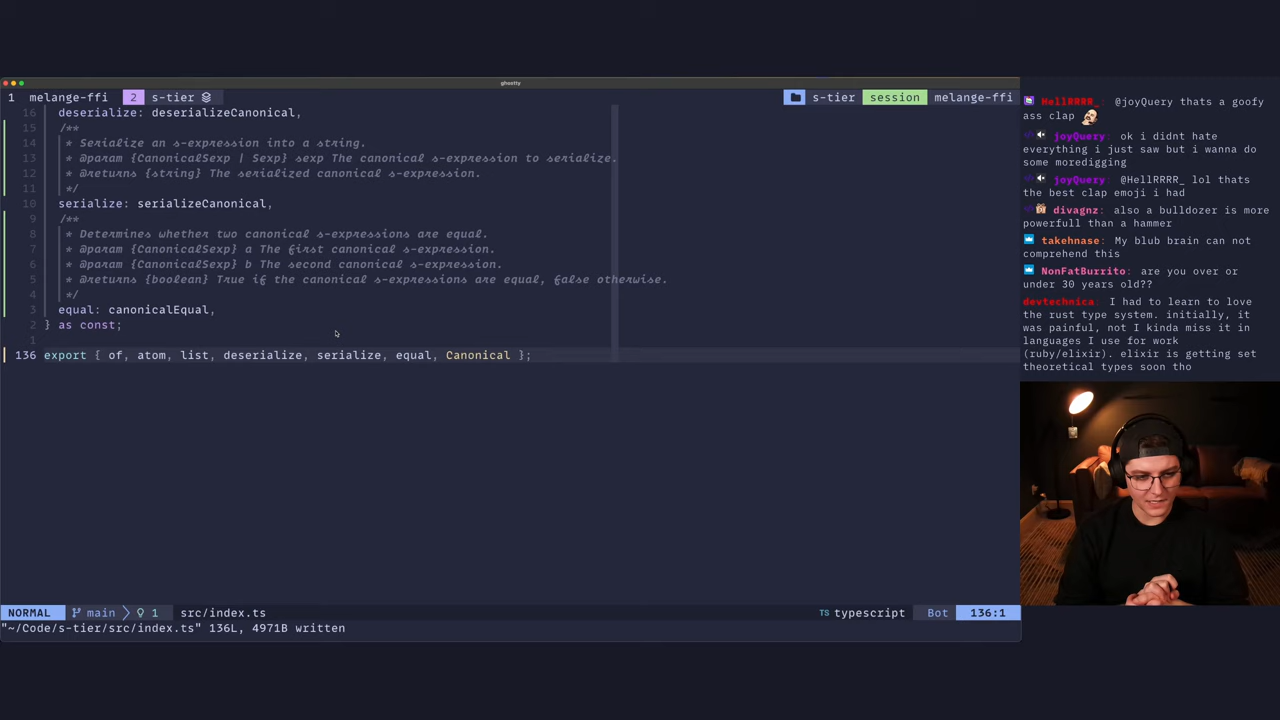 ghostty
1 melange-ffi 2 s-tier s-tier session melange-ffi
16 deserialize: deserializeCanonical,
15 /**
14 * Serialize an s-expression into a string.
13 * @param {CanonicalSexp | Sexp} sexp The canonical s-expression to serialize.
12 * @returns {string} The serialized canonical s-expression.
11 */
10 serialize: serializeCanonical,
9 /**
8 * Determines whether two canonical s-expressions are equal.
7 * @param {CanonicalSexp} a The first canonical s-expression.
6 * @param {CanonicalSexp} b The second canonical s-expression.
5 * @returns {boolean} True if the canonical s-expressions are equal, false otherwise.
4 */
3 equal: canonicalEqual,
2 } as const;
1
136 export { of, atom, list, deserialize, serialize, equal, Canonical };
NORMAL main 1 src/index.ts TS typescript Bot 136:1
"~/Code/s-tier/src/index.ts" 136L, 4971B written
HellRRRR_: @joyQuery thats a goofy
ass clap
joyQuery: ok i didnt hate
everything i just saw but i wanna do
some moredigging
joyQuery: @HellRRRR_ lol thats
the best clap emoji i had
divagnz: also a bulldozer is more
powerfull than a hammer
takehnase: My blub brain can not
comprehend this
NonFatBurrito: are you over or
under 30 years old??
devtechnica: I had to learn to love
the rust type system. initially, it
was painful, not I kinda miss it in
languages I use for work
(ruby/elixir). elixir is getting set
theoretical types soon tho